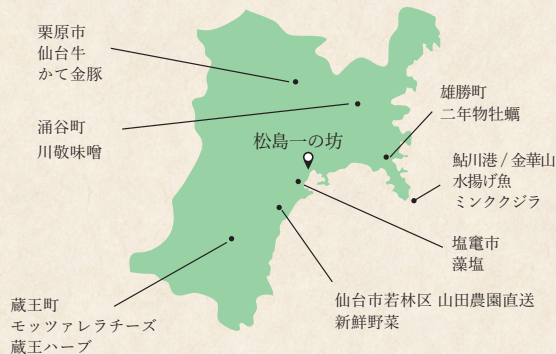 栗原市
仙台牛
かて金豚
涌谷町
川敬味噌
松島一の坊
雄勝町
二年物牡蠣
鮎川港 / 金華山
水揚げ魚
ミンククジラ
塩竈市
藻塩
仙台市若林区 山田農園直送
新鮮野菜
蔵王町
モッツァレラチーズ
蔵王ハーブ